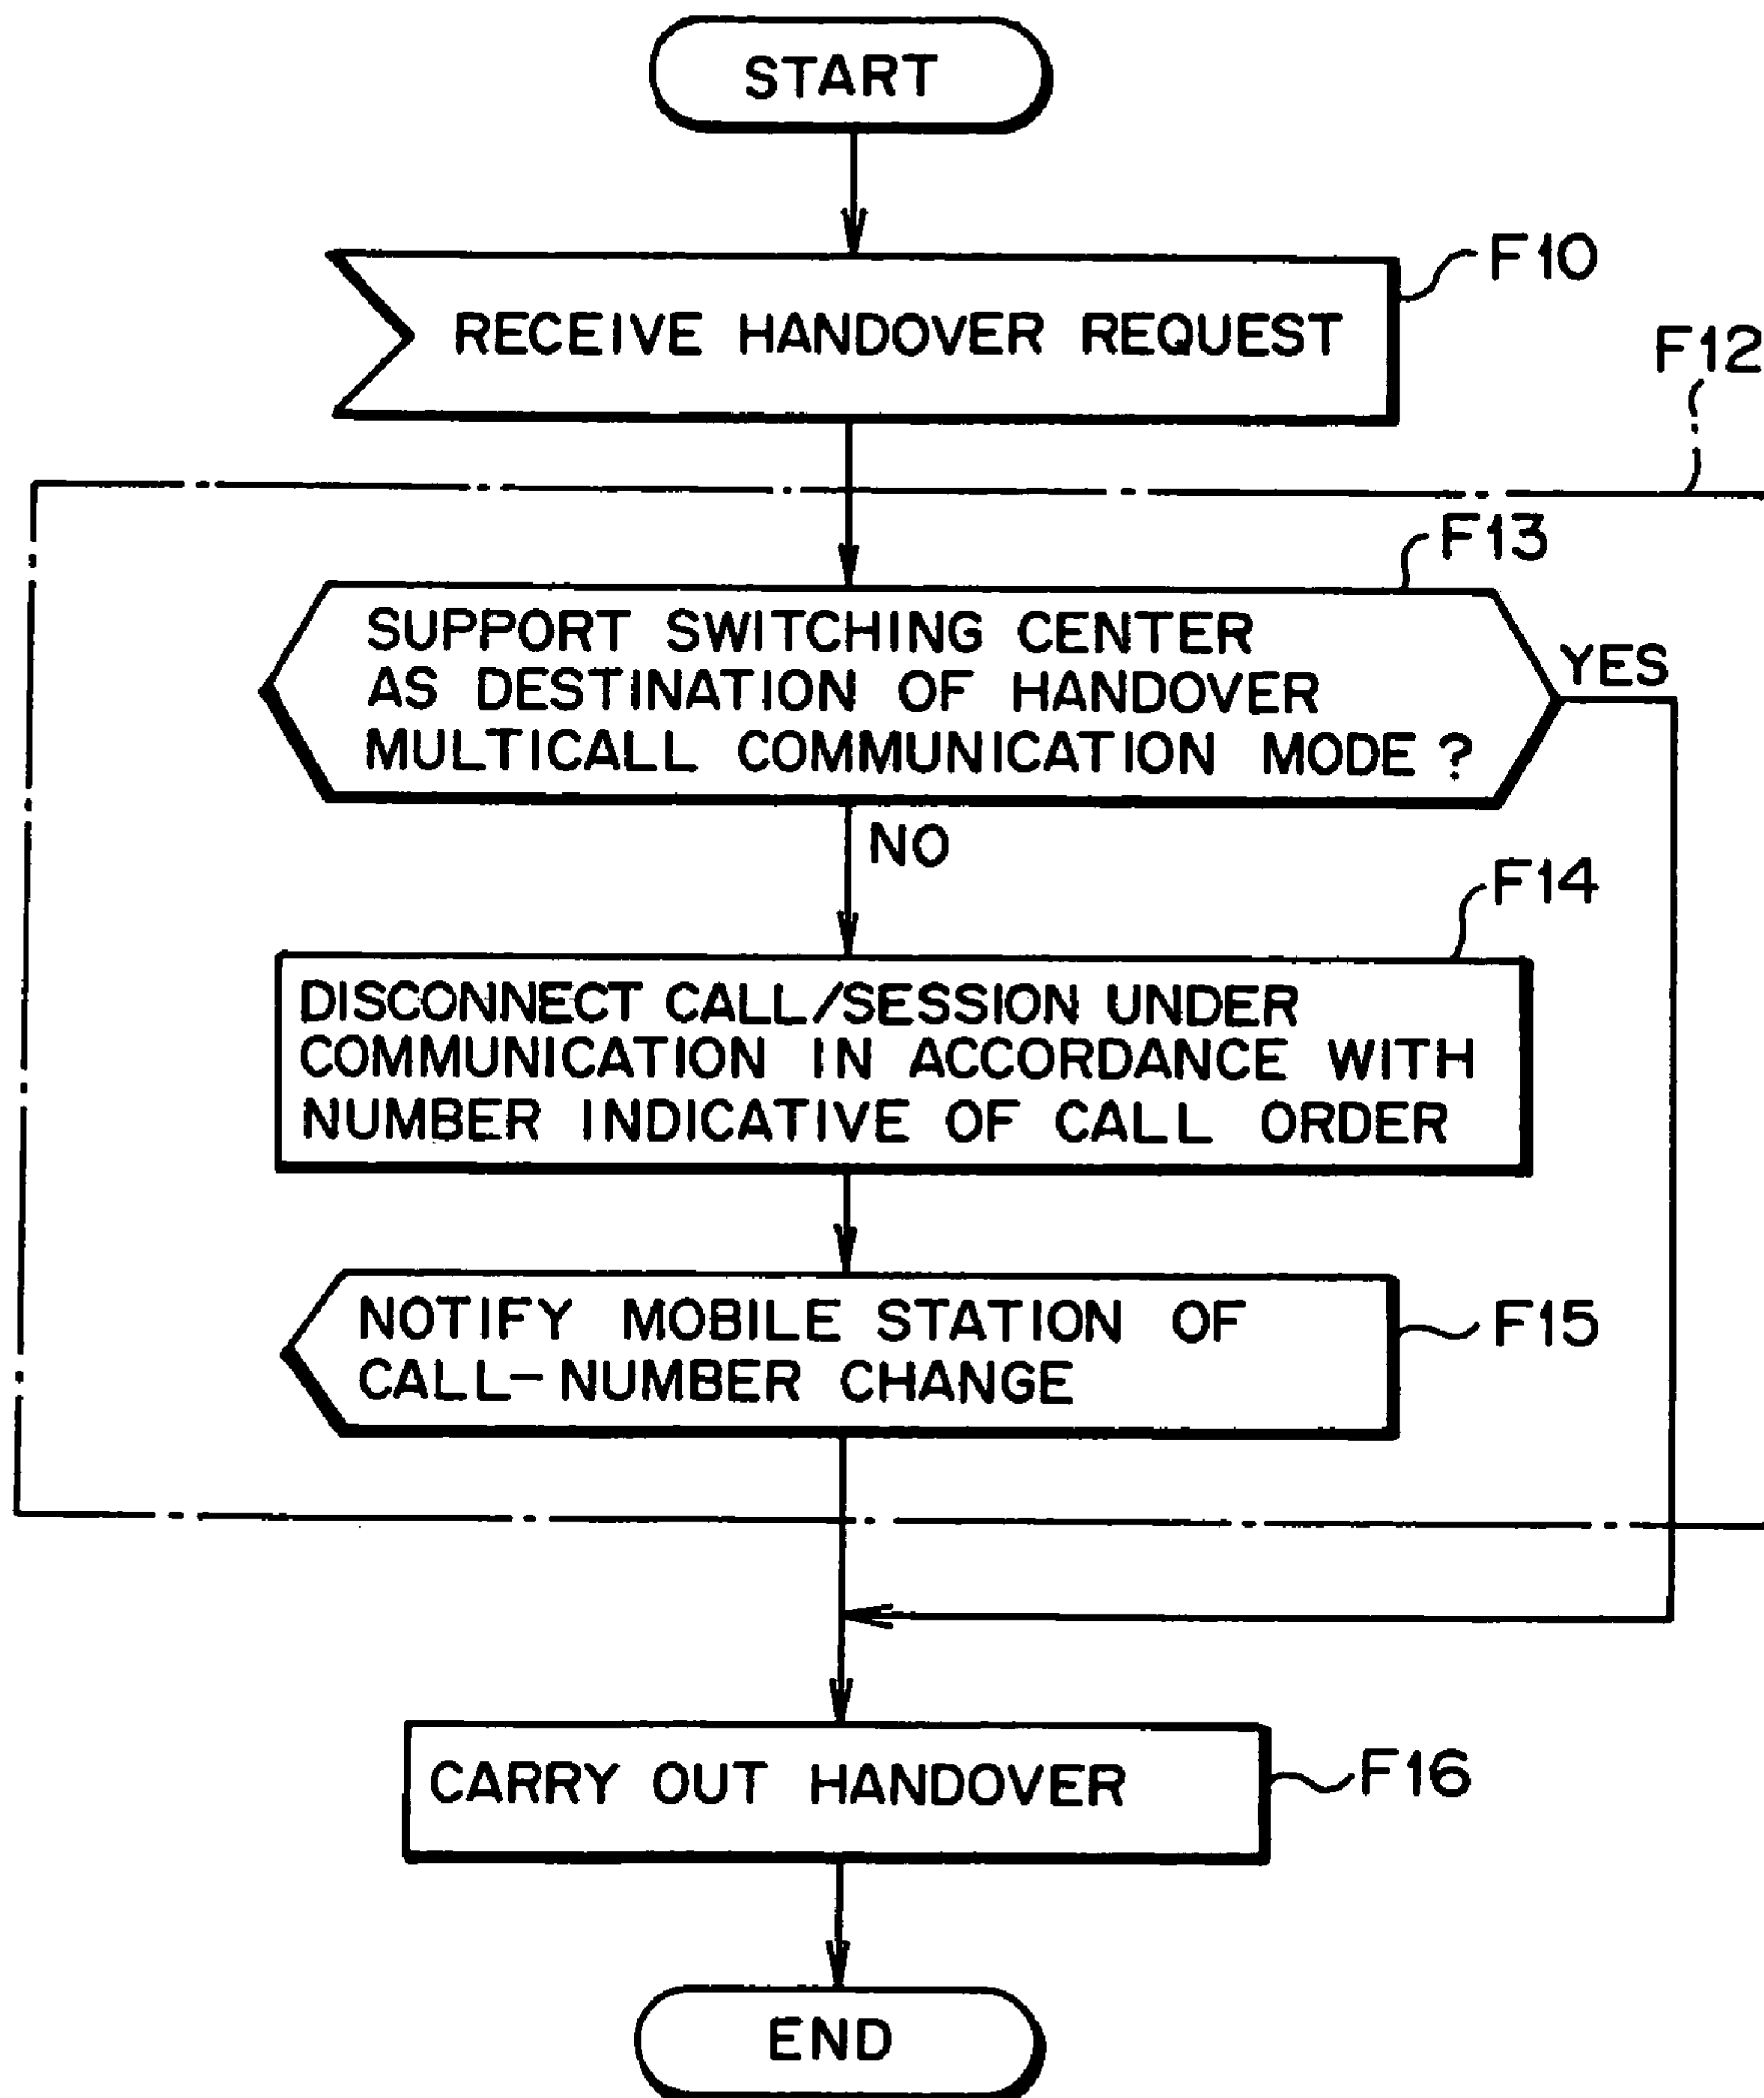 START
F10
RECEIVE HANDOVER REQUEST
F12
F13
SUPPORT SWITCHING CENTER
AS DESTINATION OF HANDOVER
MULTICALL COMMUNICATION MODE ?
YES
NO
F14
DISCONNECT CALL/SESSION UNDER
COMMUNICATION IN ACCORDANCE WITH
NUMBER INDICATIVE OF CALL ORDER
NOTIFY MOBILE STATION OF
CALL-NUMBER CHANGE
F15
CARRY OUT HANDOVER
F16
END